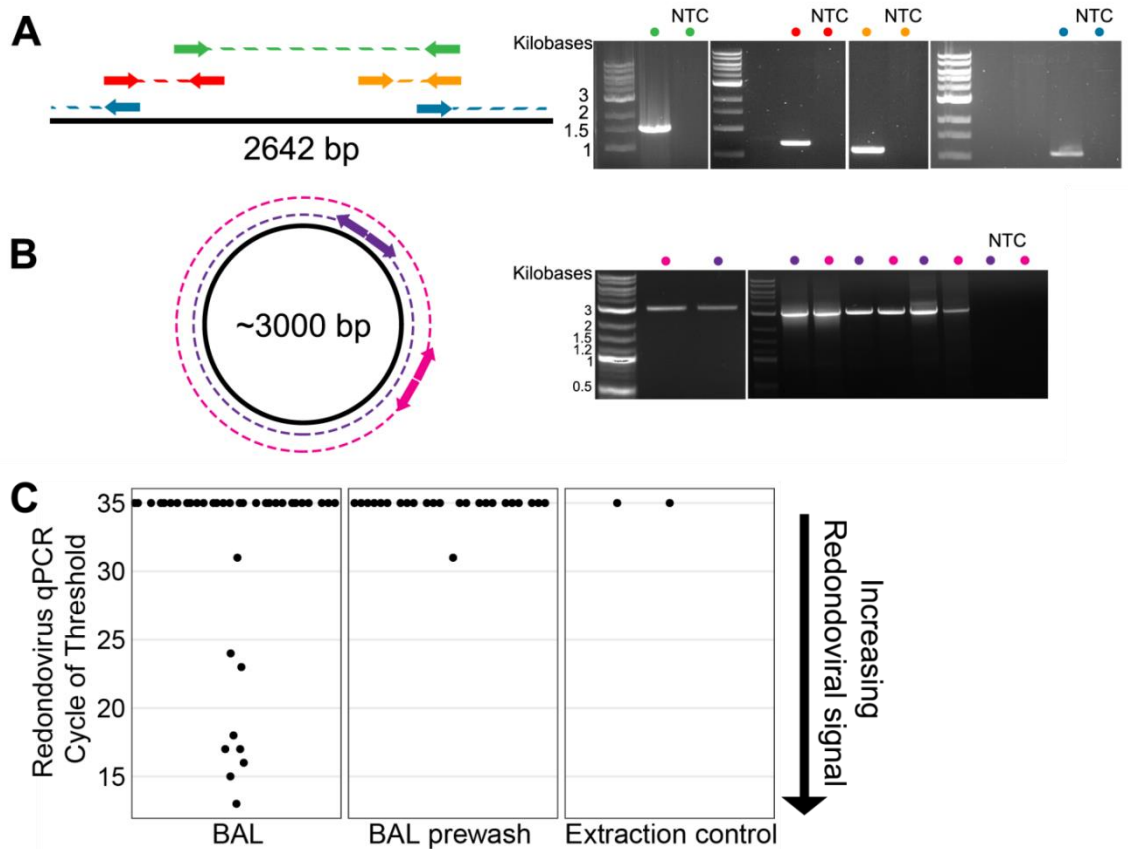 A
NTC
NTC
NTC
NTC
Kilobases
3
2
1.5
1
2642 bp
B
~3000 bp
NTC
Kilobases
3
2
1.5
1.2
1
0.5
C
Redondovirus qPCR
Cycle of Threshold
35
30
25
20
15
BAL
BAL prewash
Extraction control
Increasing
Redondoviral signal